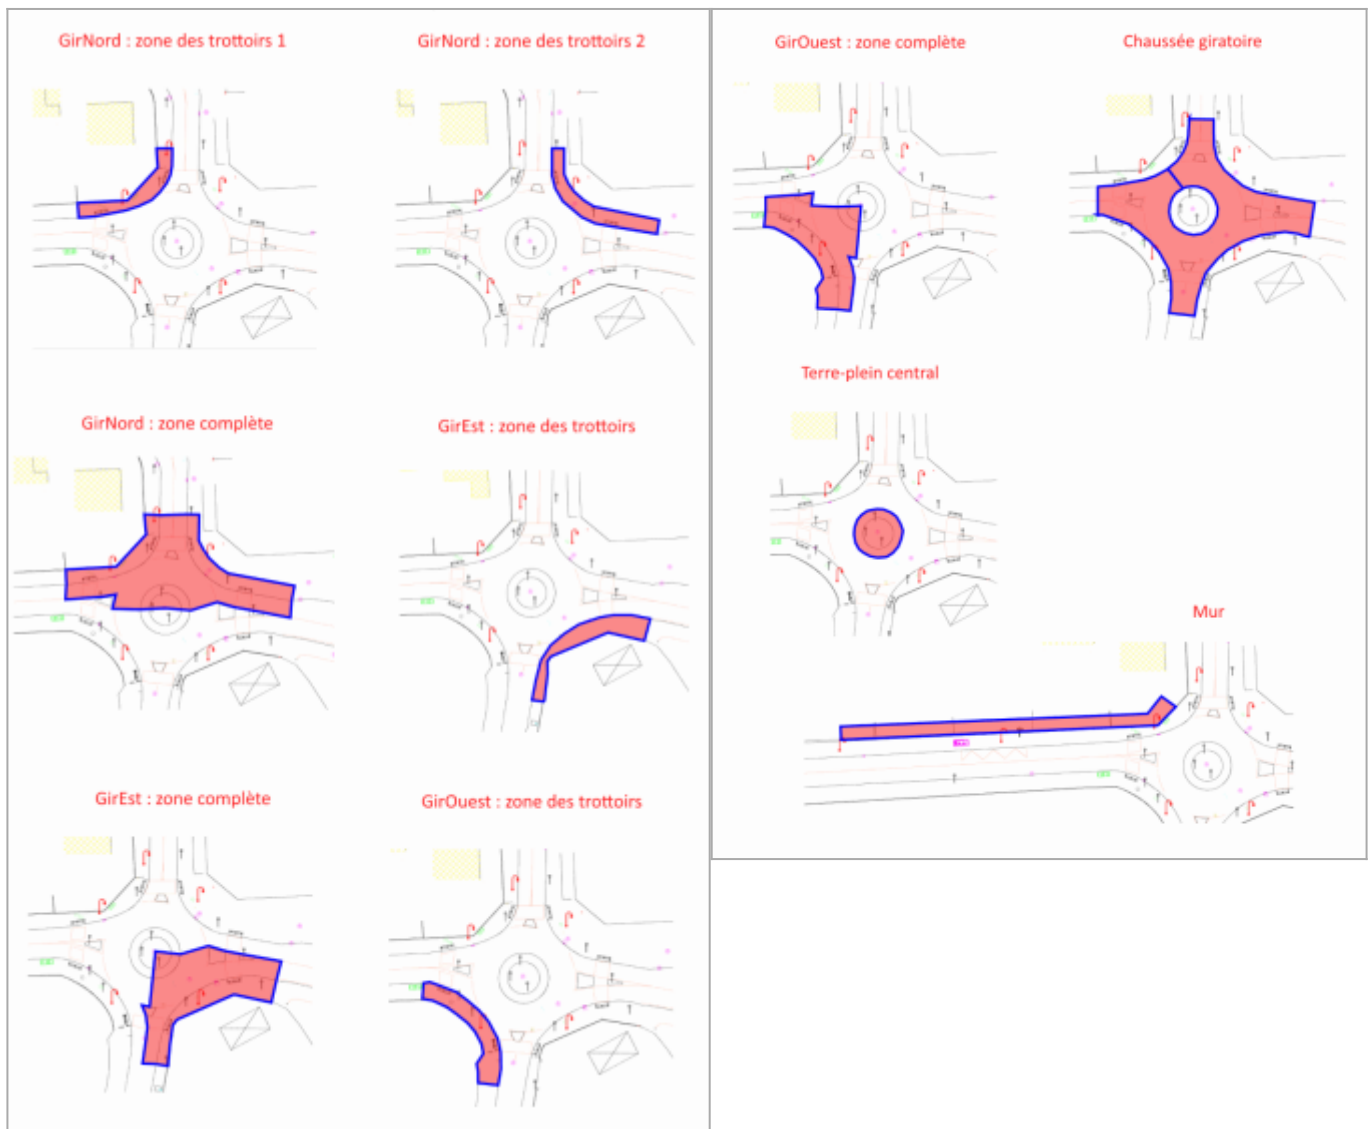 GirNord : zone des trottoirs 1
GirNord : zone des trottoirs 2
GirNord : zone complète
GirEst : zone des trottoirs
GirEst : zone complète
GirOuest : zone des trottoirs
GirOuest : zone complète
Chaussée giratoire
Terre-plein central
Mur